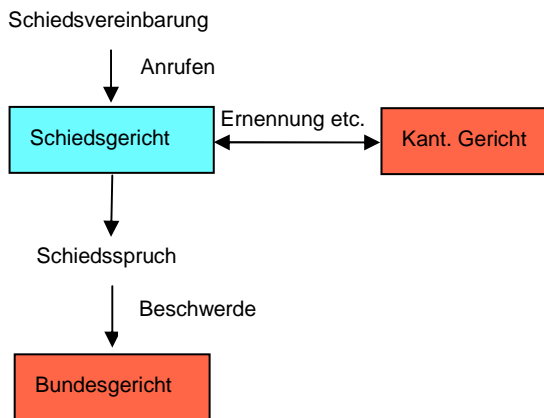 Schiedsvereinbarung
Anrufen
Ernennung etc.
Schiedsgericht
Kant. Gericht
Schiedsspruch
Beschwerde
Bundesgericht